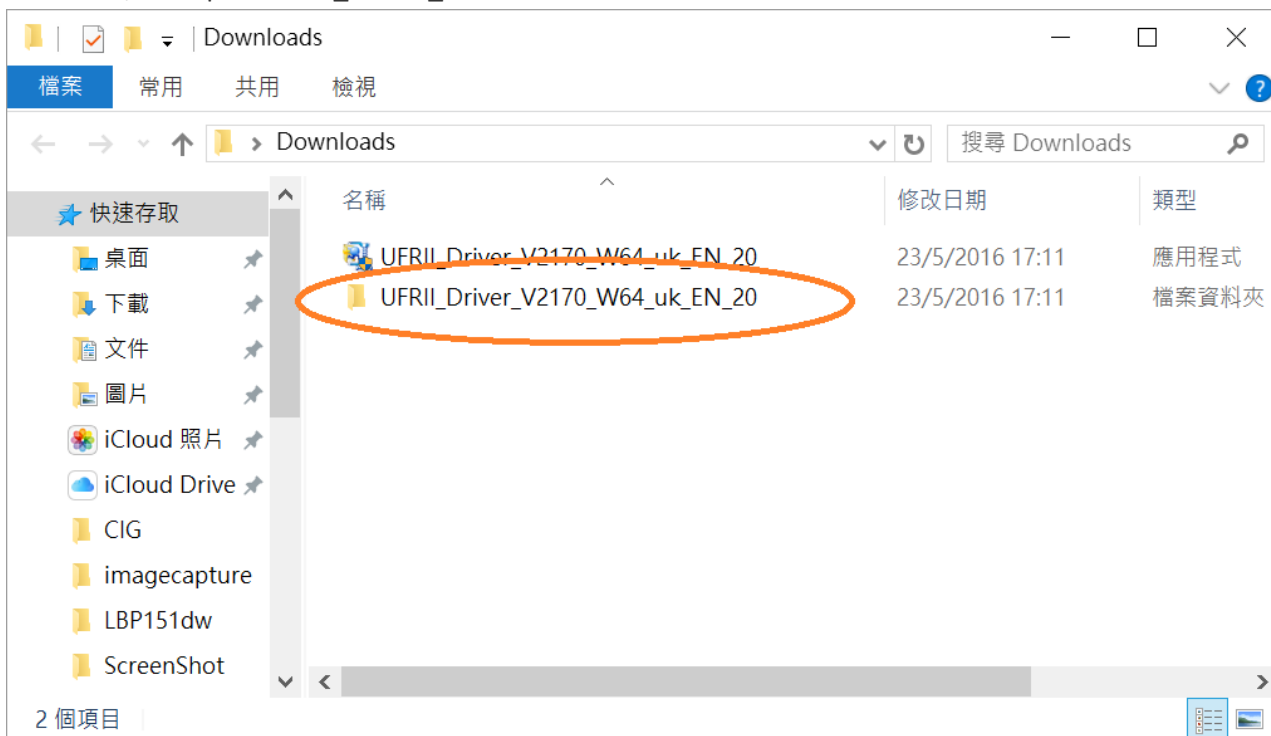 Downloads
檔案 常用 共用 檢視
Downloads 搜尋 Downloads
名稱 修改日期 類型
快速存取
桌面
下載
文件
圖片
iCloud 照片
iCloud Drive
CIG
imagecapture
LBP151dw
ScreenShot
UFRII_Driver_V2170_W64_uk_EN_20 23/5/2016 17:11 應用程式
UFRII_Driver_V2170_W64_uk_EN_20 23/5/2016 17:11 檔案資料夾
2 個項目